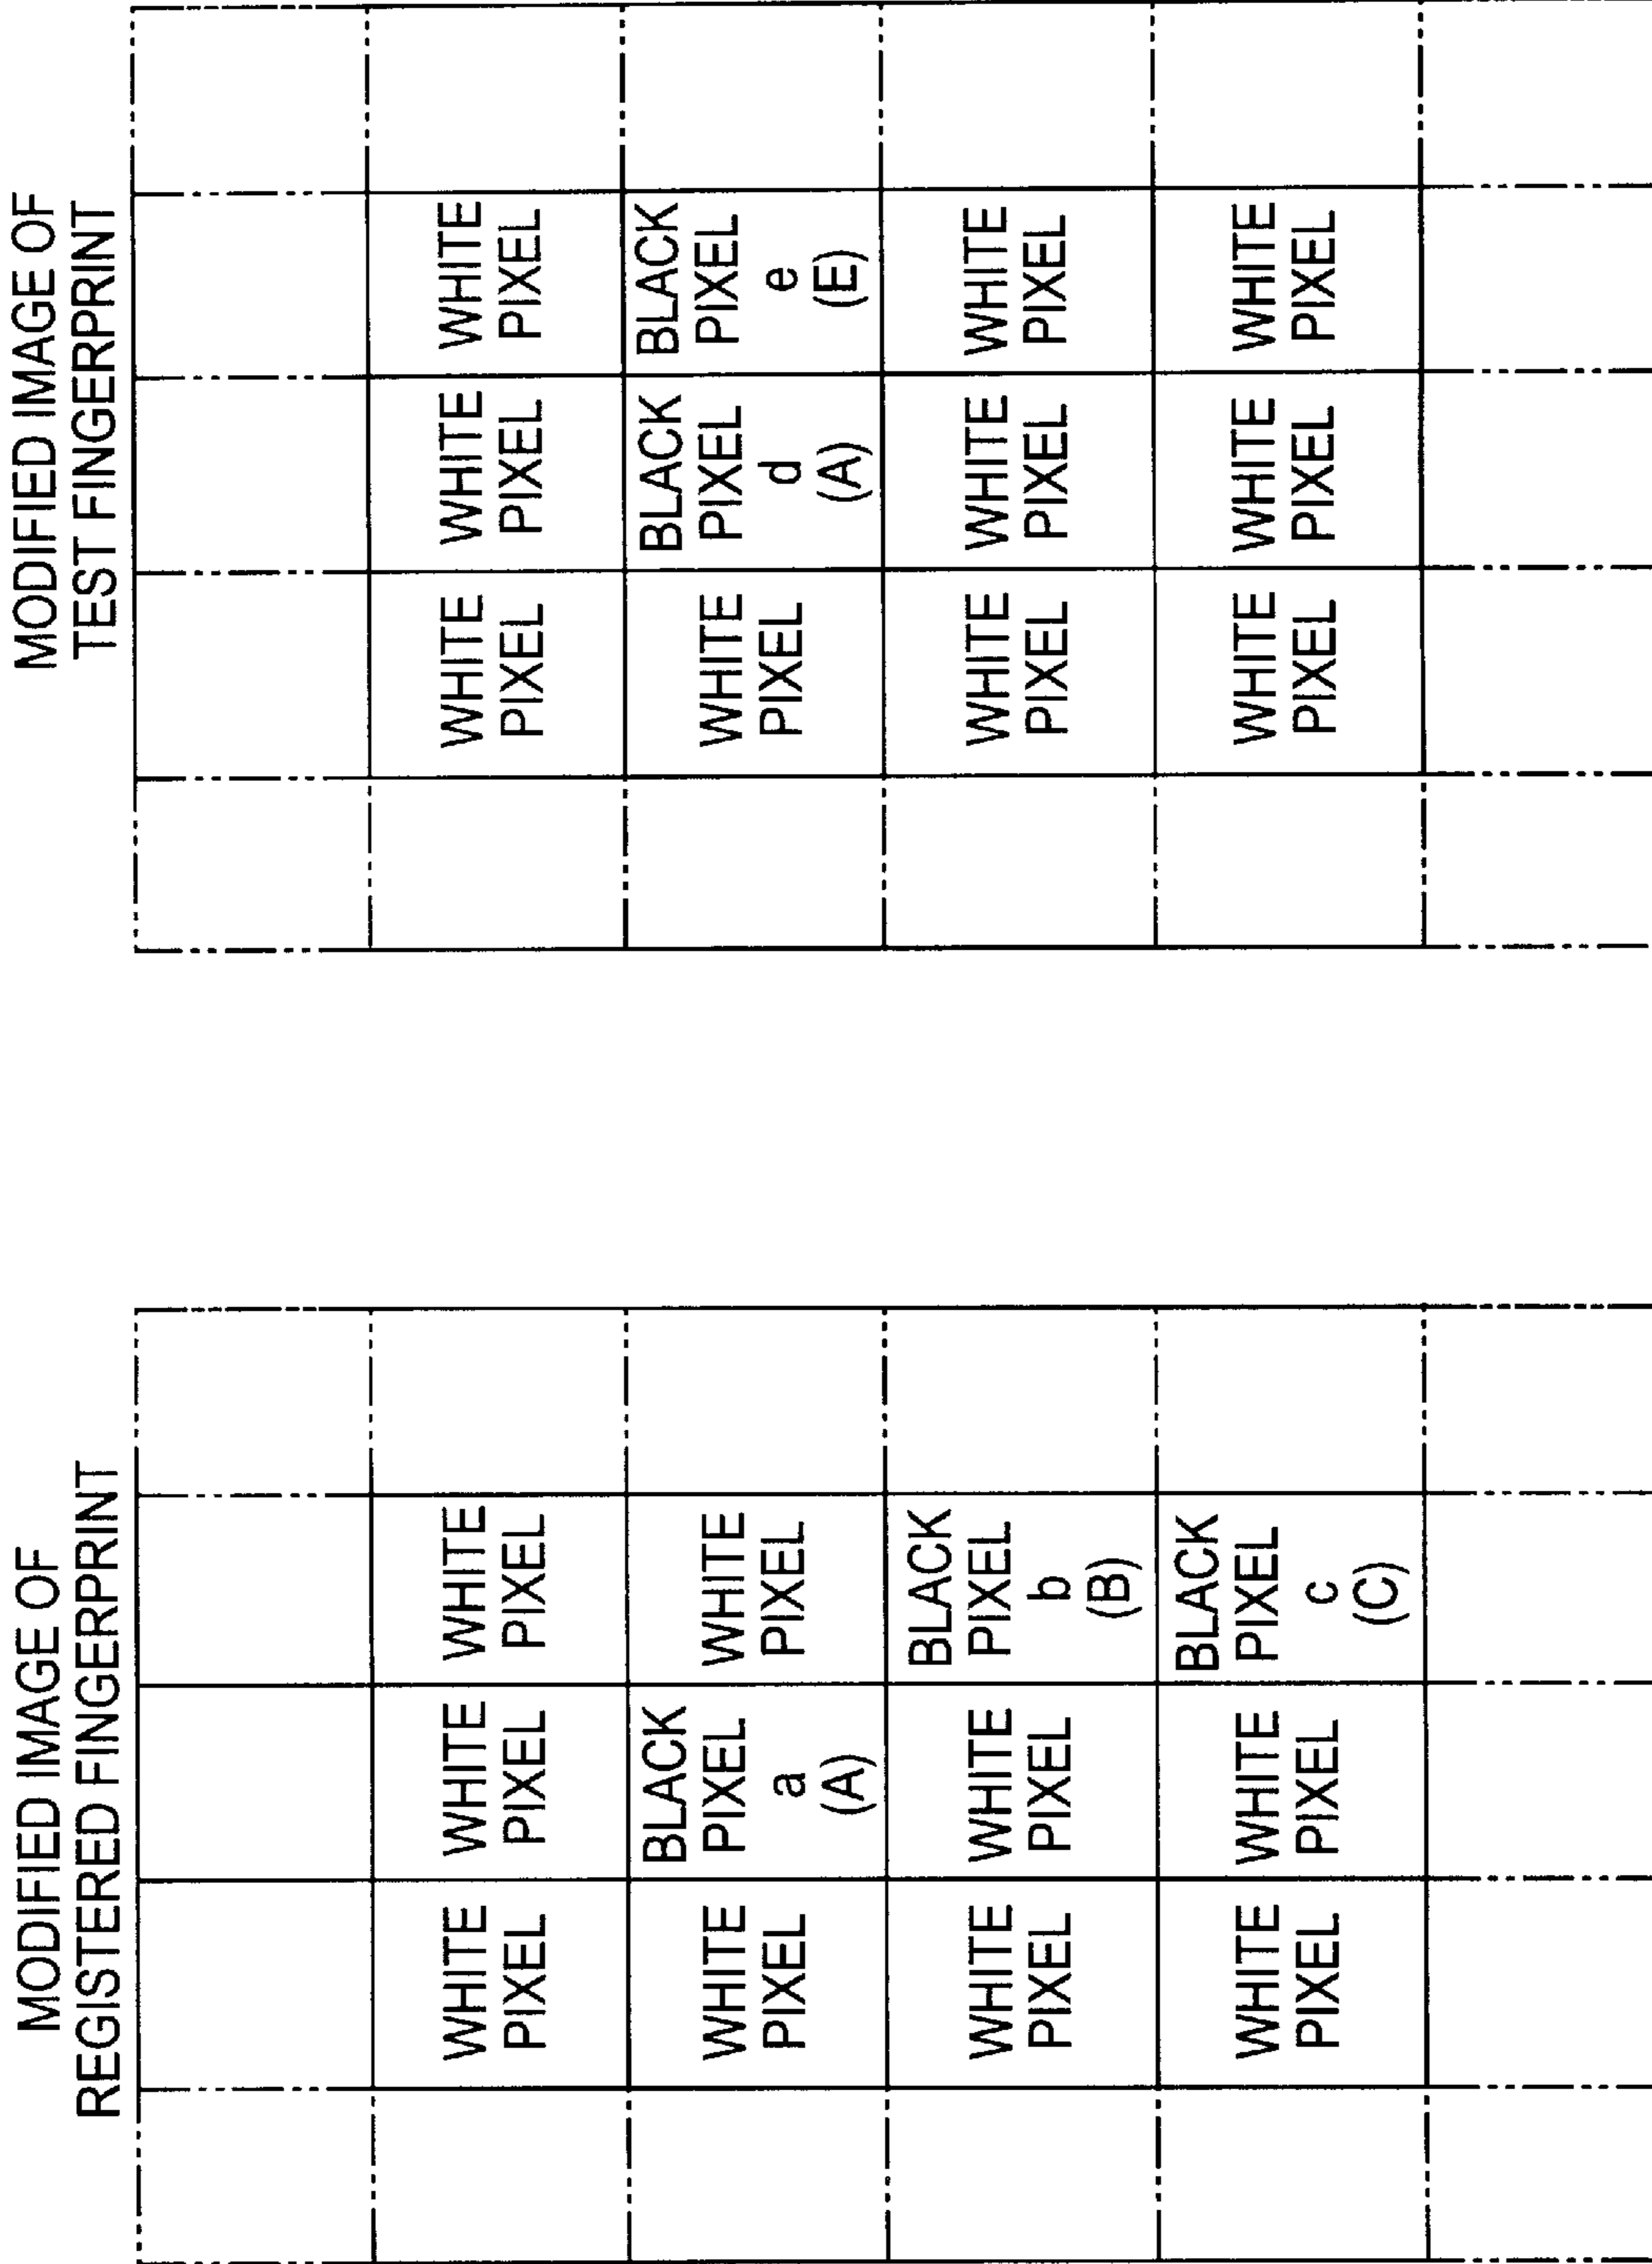 MODIFIED IMAGE OF
REGISTERED FINGERPRINT
WHITE
PIXEL
WHITE
PIXEL
WHITE
PIXEL
WHITE
PIXEL
BLACK
PIXEL
a
(A)
WHITE
PIXEL
WHITE
PIXEL
WHITE
PIXEL
BLACK
PIXEL
b
(B)
WHITE
PIXEL
WHITE
PIXEL
BLACK
PIXEL
c
(C)
MODIFIED IMAGE OF
TEST FINGERPRINT
WHITE
PIXEL
WHITE
PIXEL
WHITE
PIXEL
WHITE
PIXEL
BLACK
PIXEL
d
(A)
BLACK
PIXEL
e
(E)
WHITE
PIXEL
WHITE
PIXEL
WHITE
PIXEL
WHITE
PIXEL
WHITE
PIXEL
WHITE
PIXEL